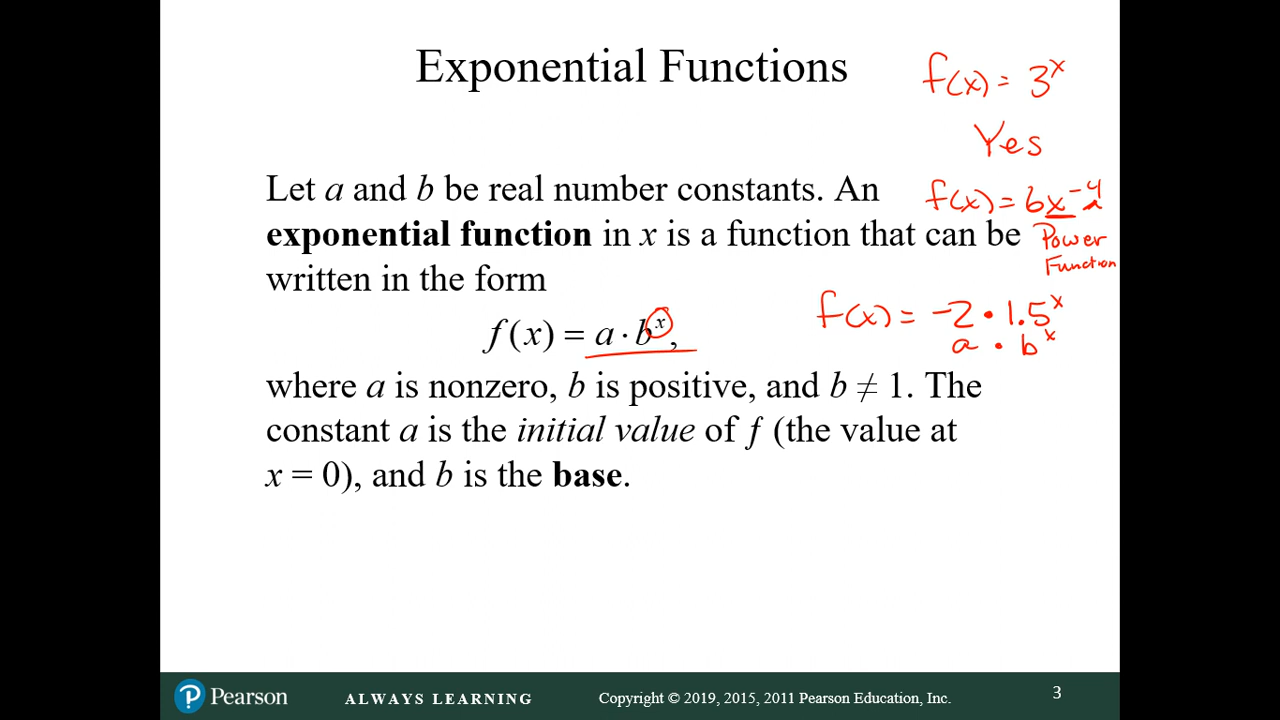 Exponential Functions
f(x) = 3^x
Yes
Let a and b be real number constants. An
f(x) = 6x^-4
exponential function in x is a function that can be
Power
Function
written in the form
f(x) = a · b^x,
f(x) = -2 · 1.5^x
a · b^x
where a is nonzero, b is positive, and b ≠ 1. The
constant a is the initial value of f (the value at
x = 0), and b is the base.
Pearson
ALWAYS LEARNING
Copyright © 2019, 2015, 2011 Pearson Education, Inc.
3